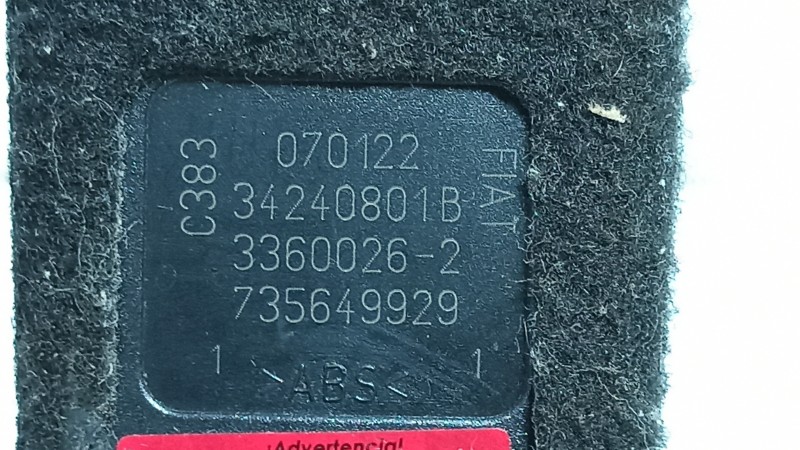 C383
070122
34240801B
3360026-2
735649929
FIAT
1
>ABS<
1
¡Advertencia!